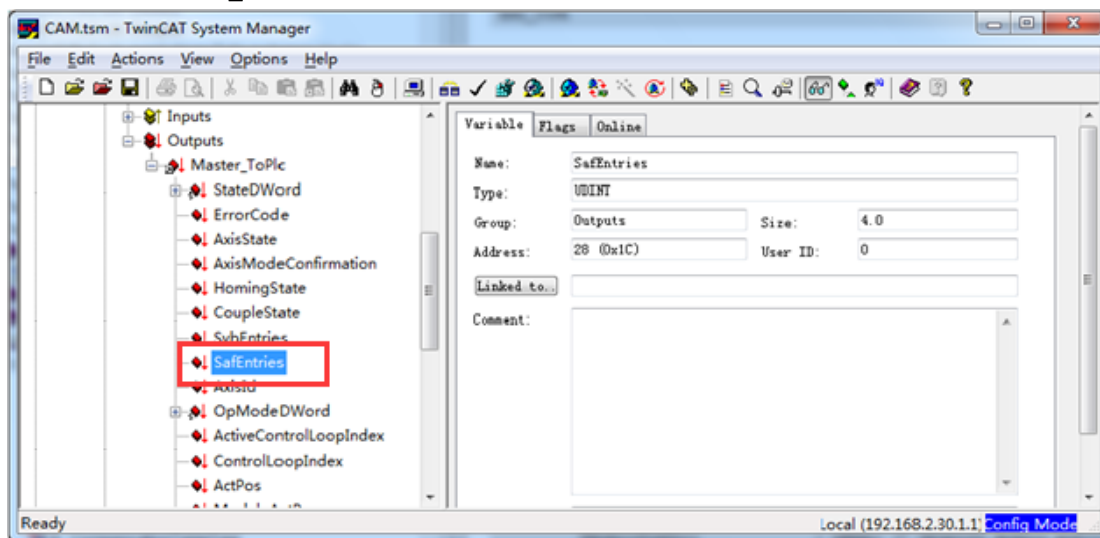 CAM.tsm - TwinCAT System Manager
File Edit Actions View Options Help
Inputs
Outputs
Master_ToPlc
StateDWord
ErrorCode
AxisState
AxisModeConfirmation
HomingState
CoupleState
SvbEntries
SafEntries
AxisId
OpModeDWord
ActiveControlLoopIndex
ControlLoopIndex
ActPos
Variable Flags Online
Name: SafEntries
Type: UDINT
Group: Outputs Size: 4.0
Address: 28 (0x1C) User ID: 0
Linked to..
Comment:
Ready Local (192.168.2.30.1.1) Config Mode